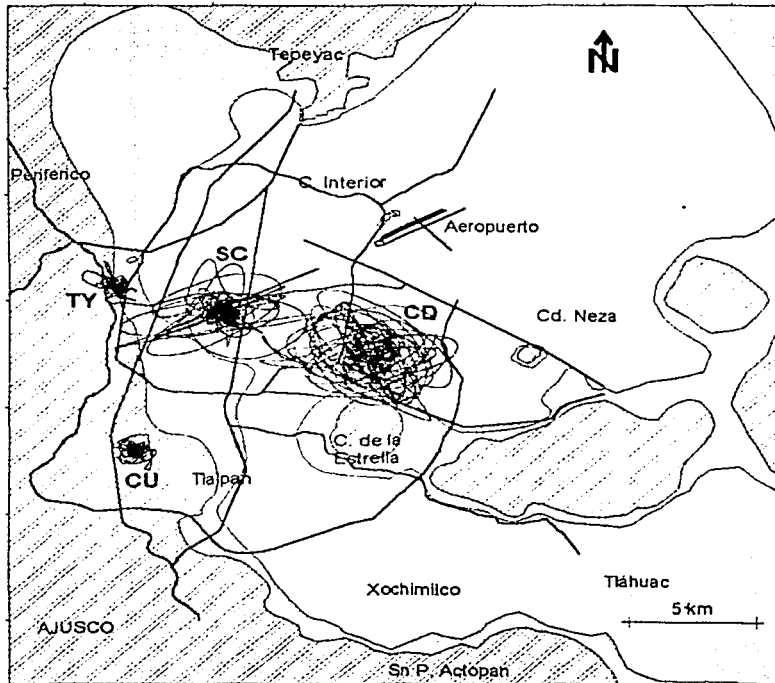 Tepeyac
N
Periférico
C. Interior
Aeropuerto
SC
TY
CD
Cd. Neza
C. de la
Estrella
CU
Tlalpan
Xochimilco
Tláhuac
5 km
AJUSCO
Sn P. Actopan